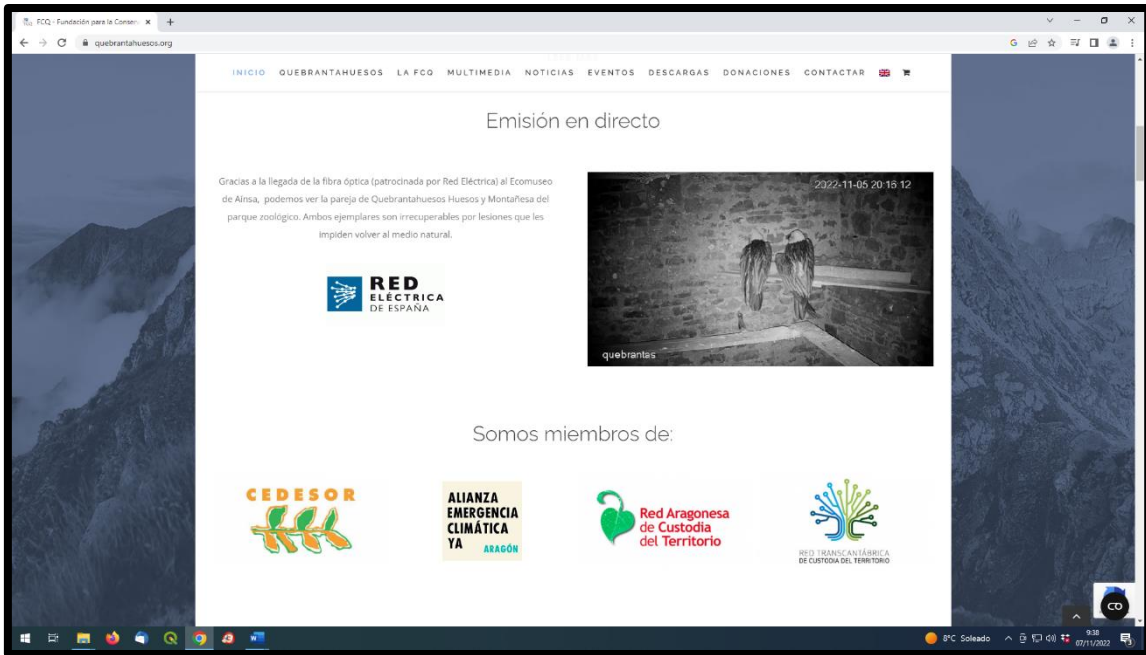 FCQ - Fundación para la Conserv
quebrantahuesos.org
INICIO QUEBRANTAHUESOS LA FCQ MULTIMEDIA NOTICIAS EVENTOS DESCARGAS DONACIONES CONTACTAR
Emisión en directo
Gracias a la llegada de la fibra óptica (patrocinada por Red Eléctrica) al Ecomuseo
de Aínsa, podemos ver la pareja de Quebrantahuesos Huesos y Montañesa del
parque zoológico. Ambos ejemplares son irrecuperables por lesiones que les
impiden volver al medio natural.
RED
ELÉCTRICA
DE ESPAÑA
2022-11-05 20:16:12
quebrantas
Somos miembros de:
CEDESOR
ALIANZA
EMERGENCIA
CLIMÁTICA
YA ARAGÓN
Red Aragonesa
de Custodia
del Territorio
RED TRANSCANTÁBRICA
DE CUSTODIA DEL TERRITORIO
8°C Soleado
9:38
07/11/2022